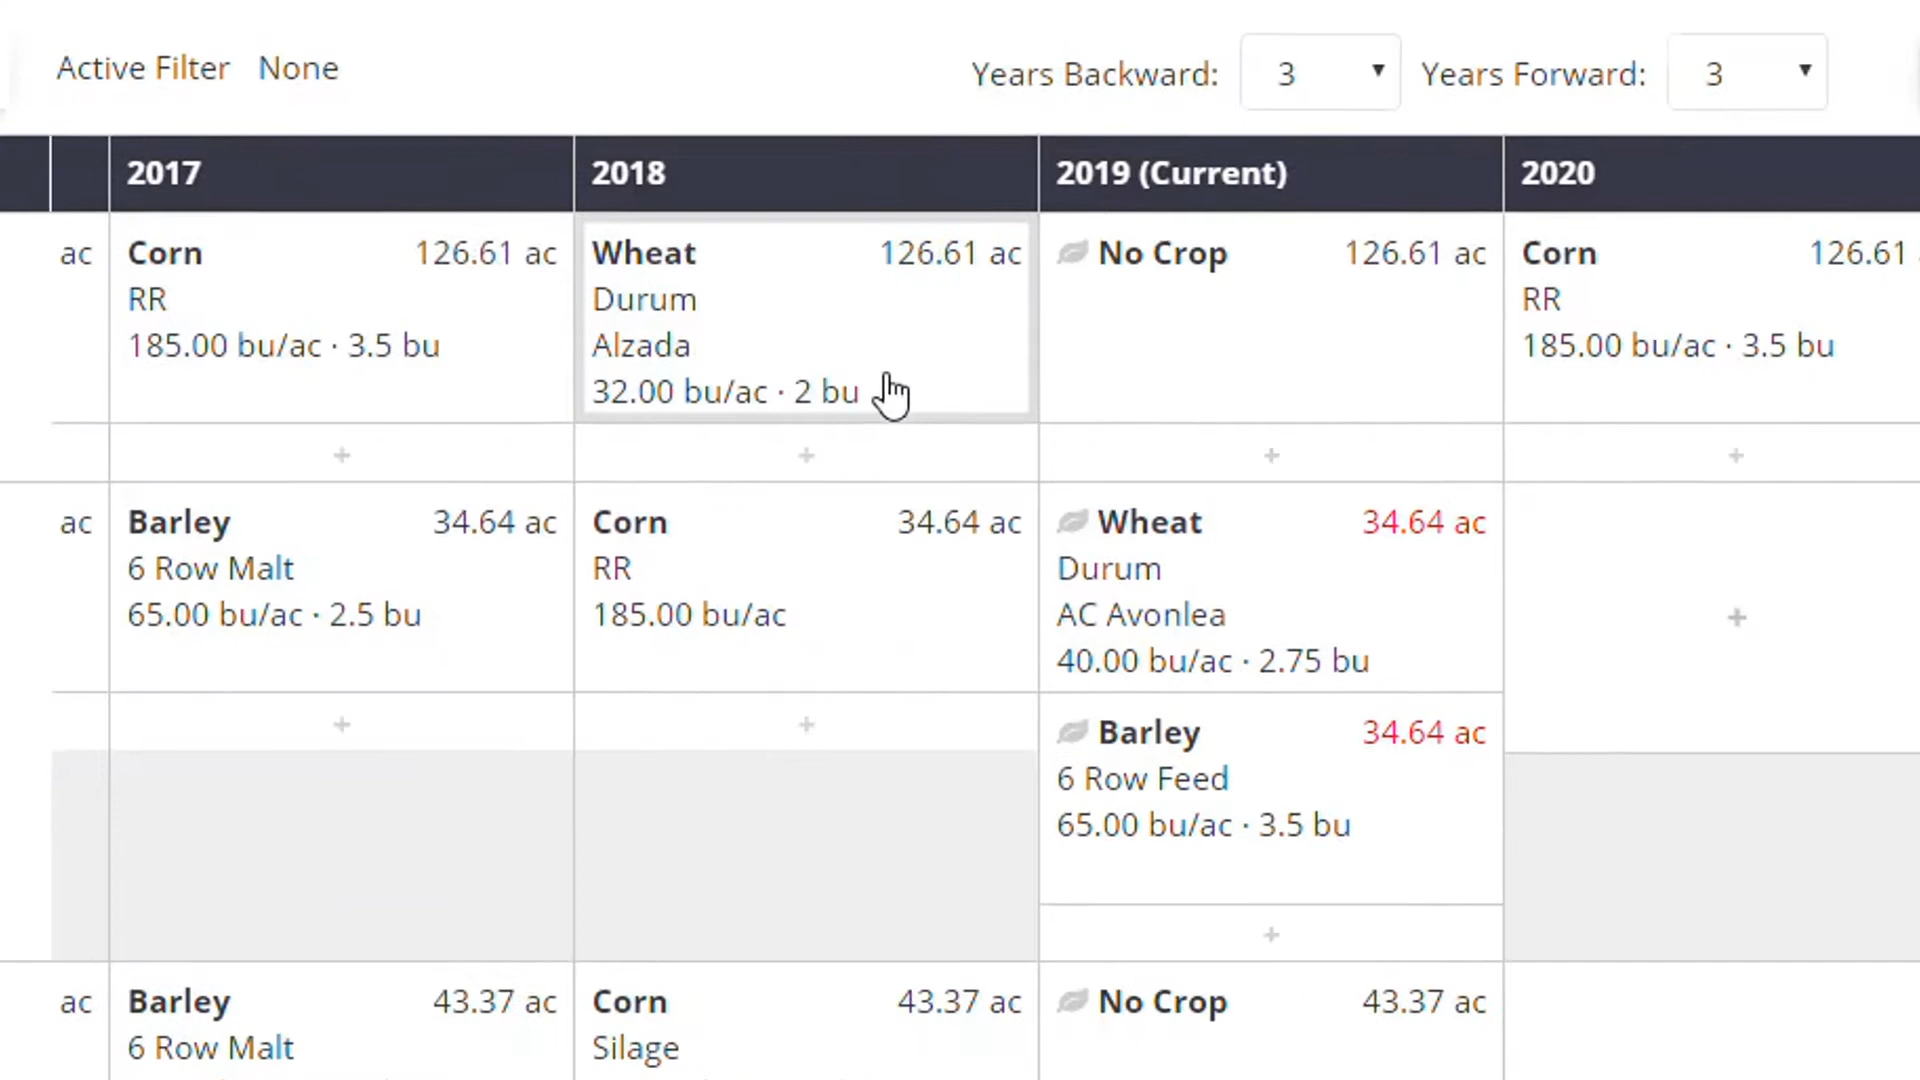 Active Filter None Years Backward: 3 Years Forward: 3
2017 2018 2019 (Current) 2020
ac Corn 126.61 ac Wheat 126.61 ac No Crop 126.61 ac Corn 126.61
RR Durum RR
185.00 bu/ac · 3.5 bu Alzada 185.00 bu/ac · 3.5 bu
32.00 bu/ac · 2 bu
+ + + +
ac Barley 34.64 ac Corn 34.64 ac Wheat 34.64 ac
6 Row Malt RR Durum
65.00 bu/ac · 2.5 bu 185.00 bu/ac AC Avonlea +
40.00 bu/ac · 2.75 bu
+ + Barley 34.64 ac
6 Row Feed
65.00 bu/ac · 3.5 bu
+
ac Barley 43.37 ac Corn 43.37 ac No Crop 43.37 ac
6 Row Malt Silage